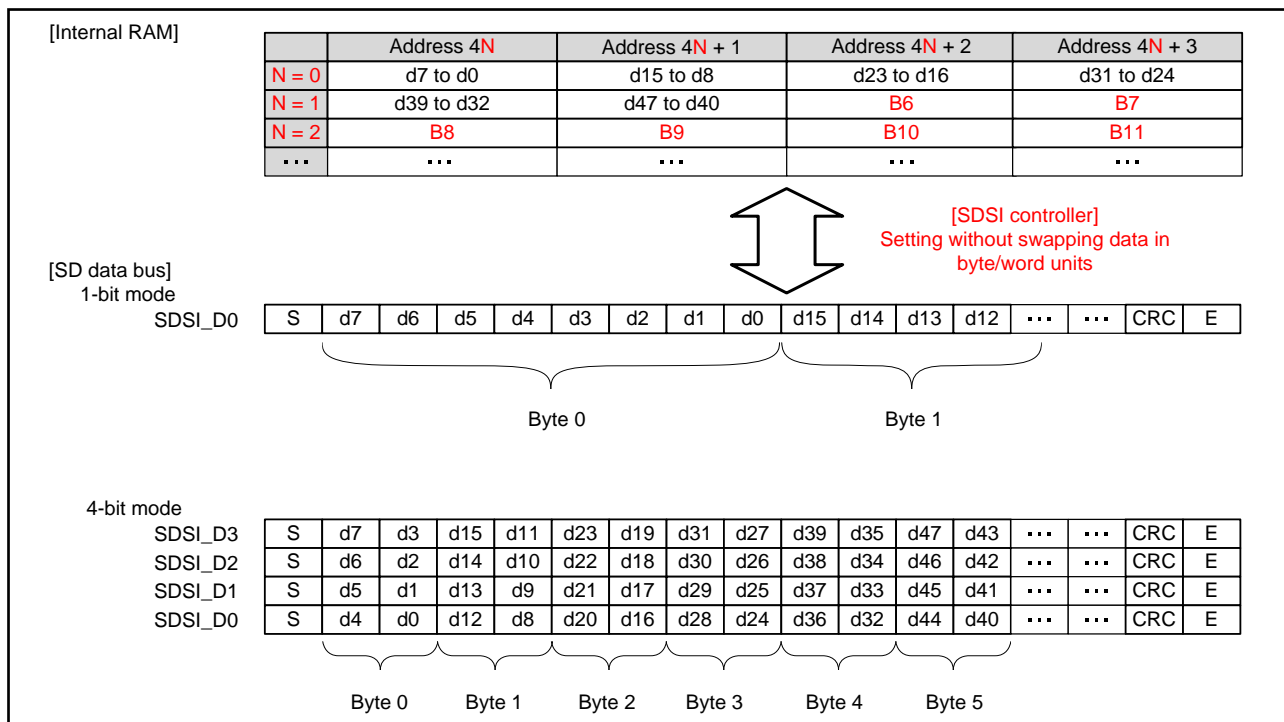 [Internal RAM]
Address 4N Address 4N + 1 Address 4N + 2 Address 4N + 3
N = 0 d7 to d0 d15 to d8 d23 to d16 d31 to d24
N = 1 d39 to d32 d47 to d40 B6 B7
N = 2 B8 B9 B10 B11
... ... ... ... ...
[SDSI controller]
Setting without swapping data in
byte/word units
[SD data bus]
1-bit mode
SDSI_D0 S d7 d6 d5 d4 d3 d2 d1 d0 d15 d14 d13 d12 ... ... CRC E
Byte 0 Byte 1
4-bit mode
SDSI_D3 S d7 d3 d15 d11 d23 d19 d31 d27 d39 d35 d47 d43 ... ... CRC E
SDSI_D2 S d6 d2 d14 d10 d22 d18 d30 d26 d38 d34 d46 d42 ... ... CRC E
SDSI_D1 S d5 d1 d13 d9 d21 d17 d29 d25 d37 d33 d45 d41 ... ... CRC E
SDSI_D0 S d4 d0 d12 d8 d20 d16 d28 d24 d36 d32 d44 d40 ... ... CRC E
Byte 0 Byte 1 Byte 2 Byte 3 Byte 4 Byte 5